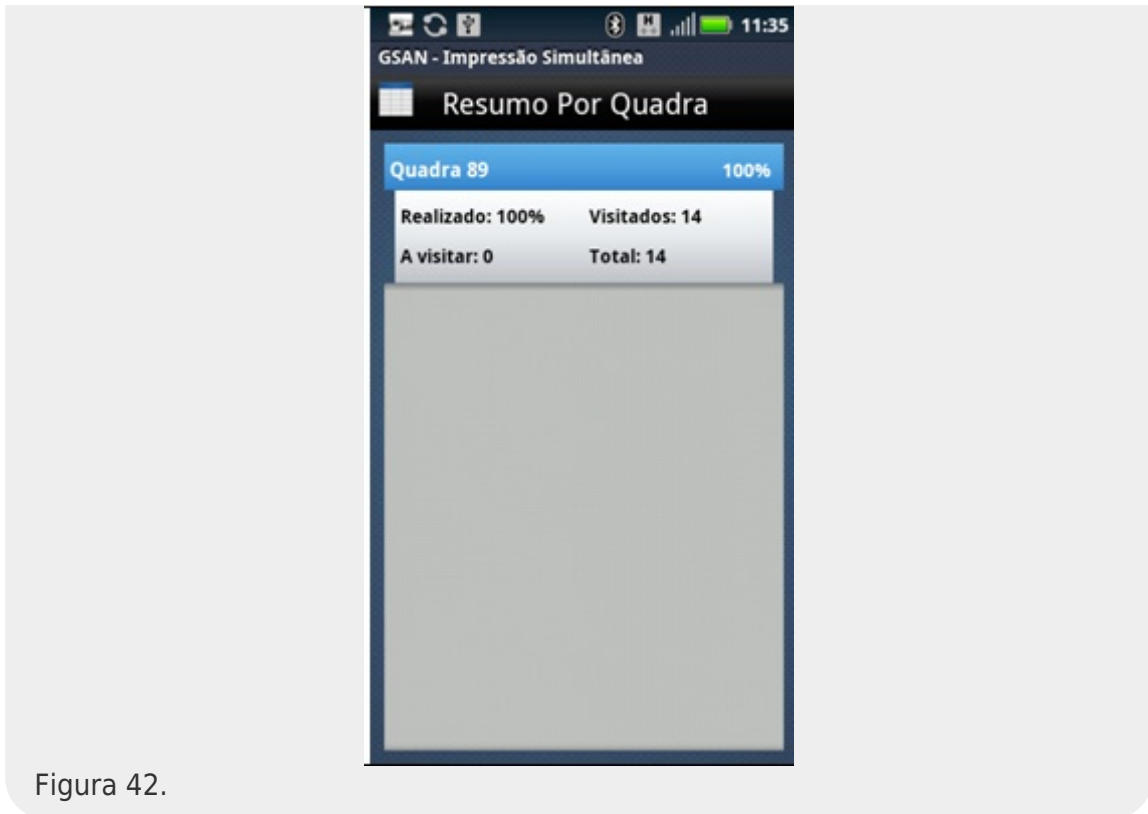 11:35
GSAN - Impressão Simultânea
Resumo Por Quadra
Quadra 89 100%
Realizado: 100% Visitados: 14
A visitar: 0 Total: 14
Figura 42.